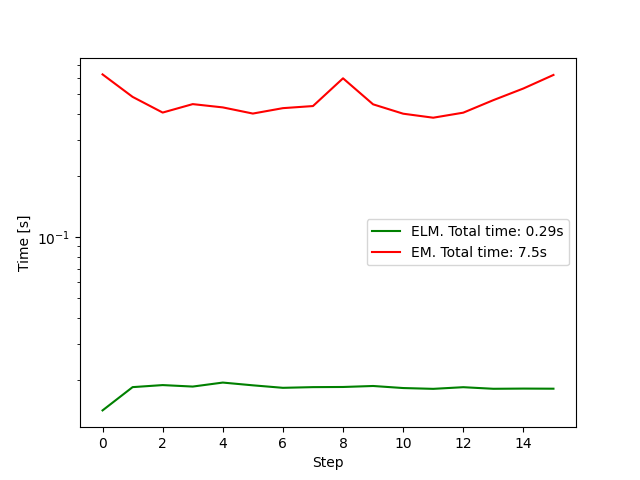 Time [s]
10⁻¹
ELM. Total time: 0.29s
EM. Total time: 7.5s
0 2 4 6 8 10 12 14
Step